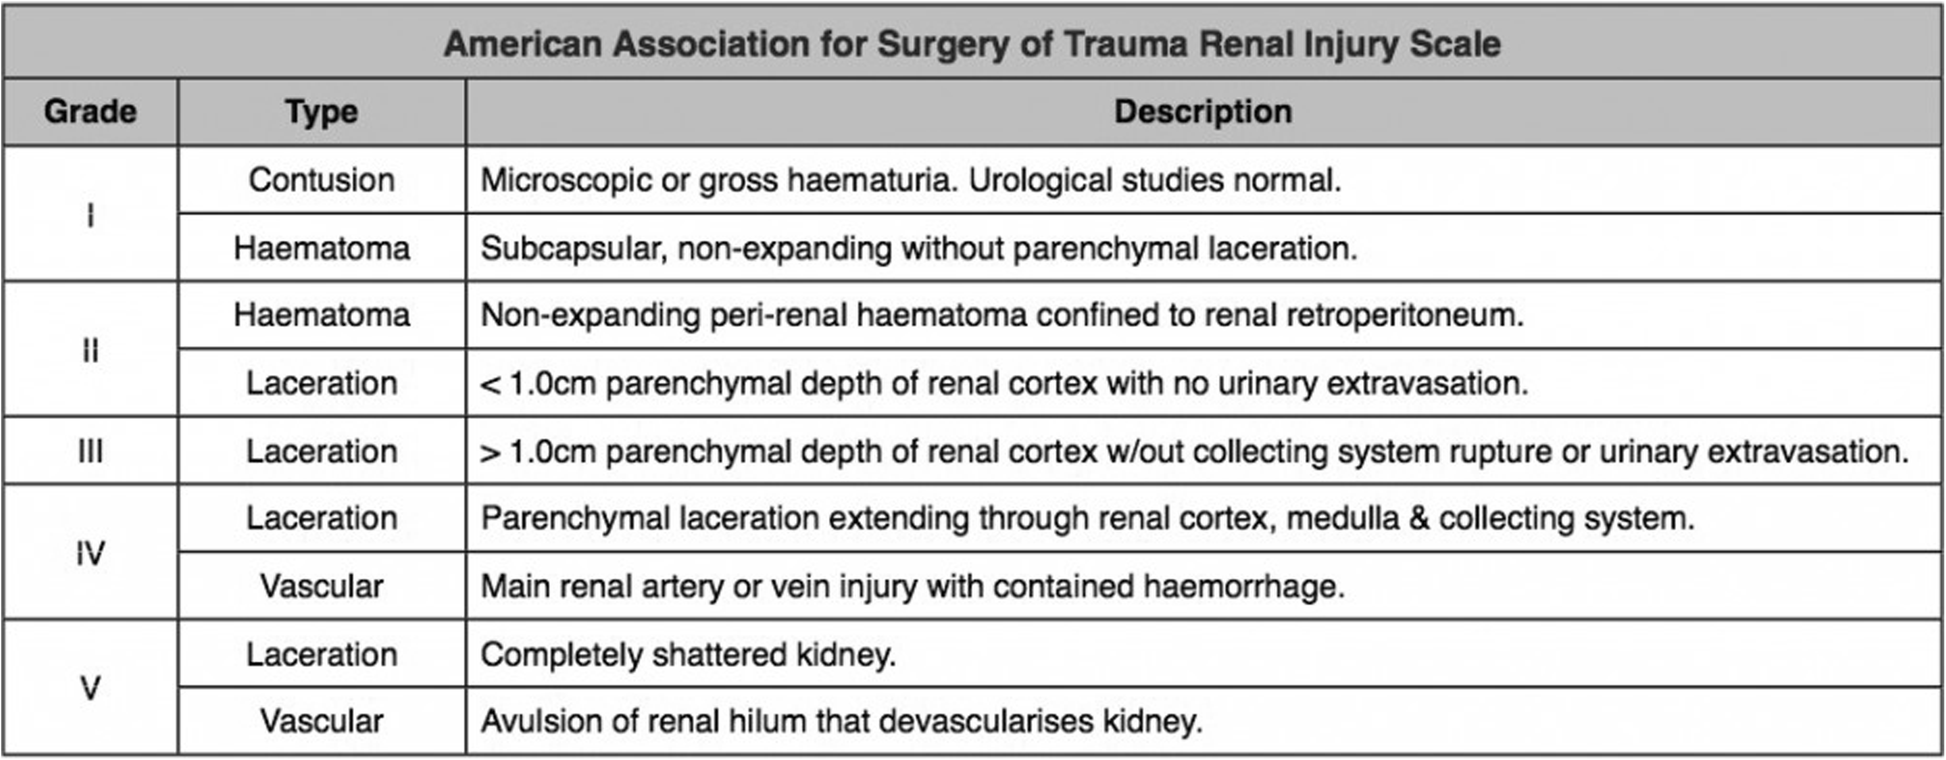 American Association for Surgery of Trauma Renal Injury Scale
Grade Type Description
I Contusion Microscopic or gross haematuria. Urological studies normal.
Haematoma Subcapsular, non-expanding without parenchymal laceration.
II Haematoma Non-expanding peri-renal haematoma confined to renal retroperitoneum.
Laceration < 1.0cm parenchymal depth of renal cortex with no urinary extravasation.
III Laceration > 1.0cm parenchymal depth of renal cortex w/out collecting system rupture or urinary extravasation.
IV Laceration Parenchymal laceration extending through renal cortex, medulla & collecting system.
Vascular Main renal artery or vein injury with contained haemorrhage.
V Laceration Completely shattered kidney.
Vascular Avulsion of renal hilum that devascularises kidney.